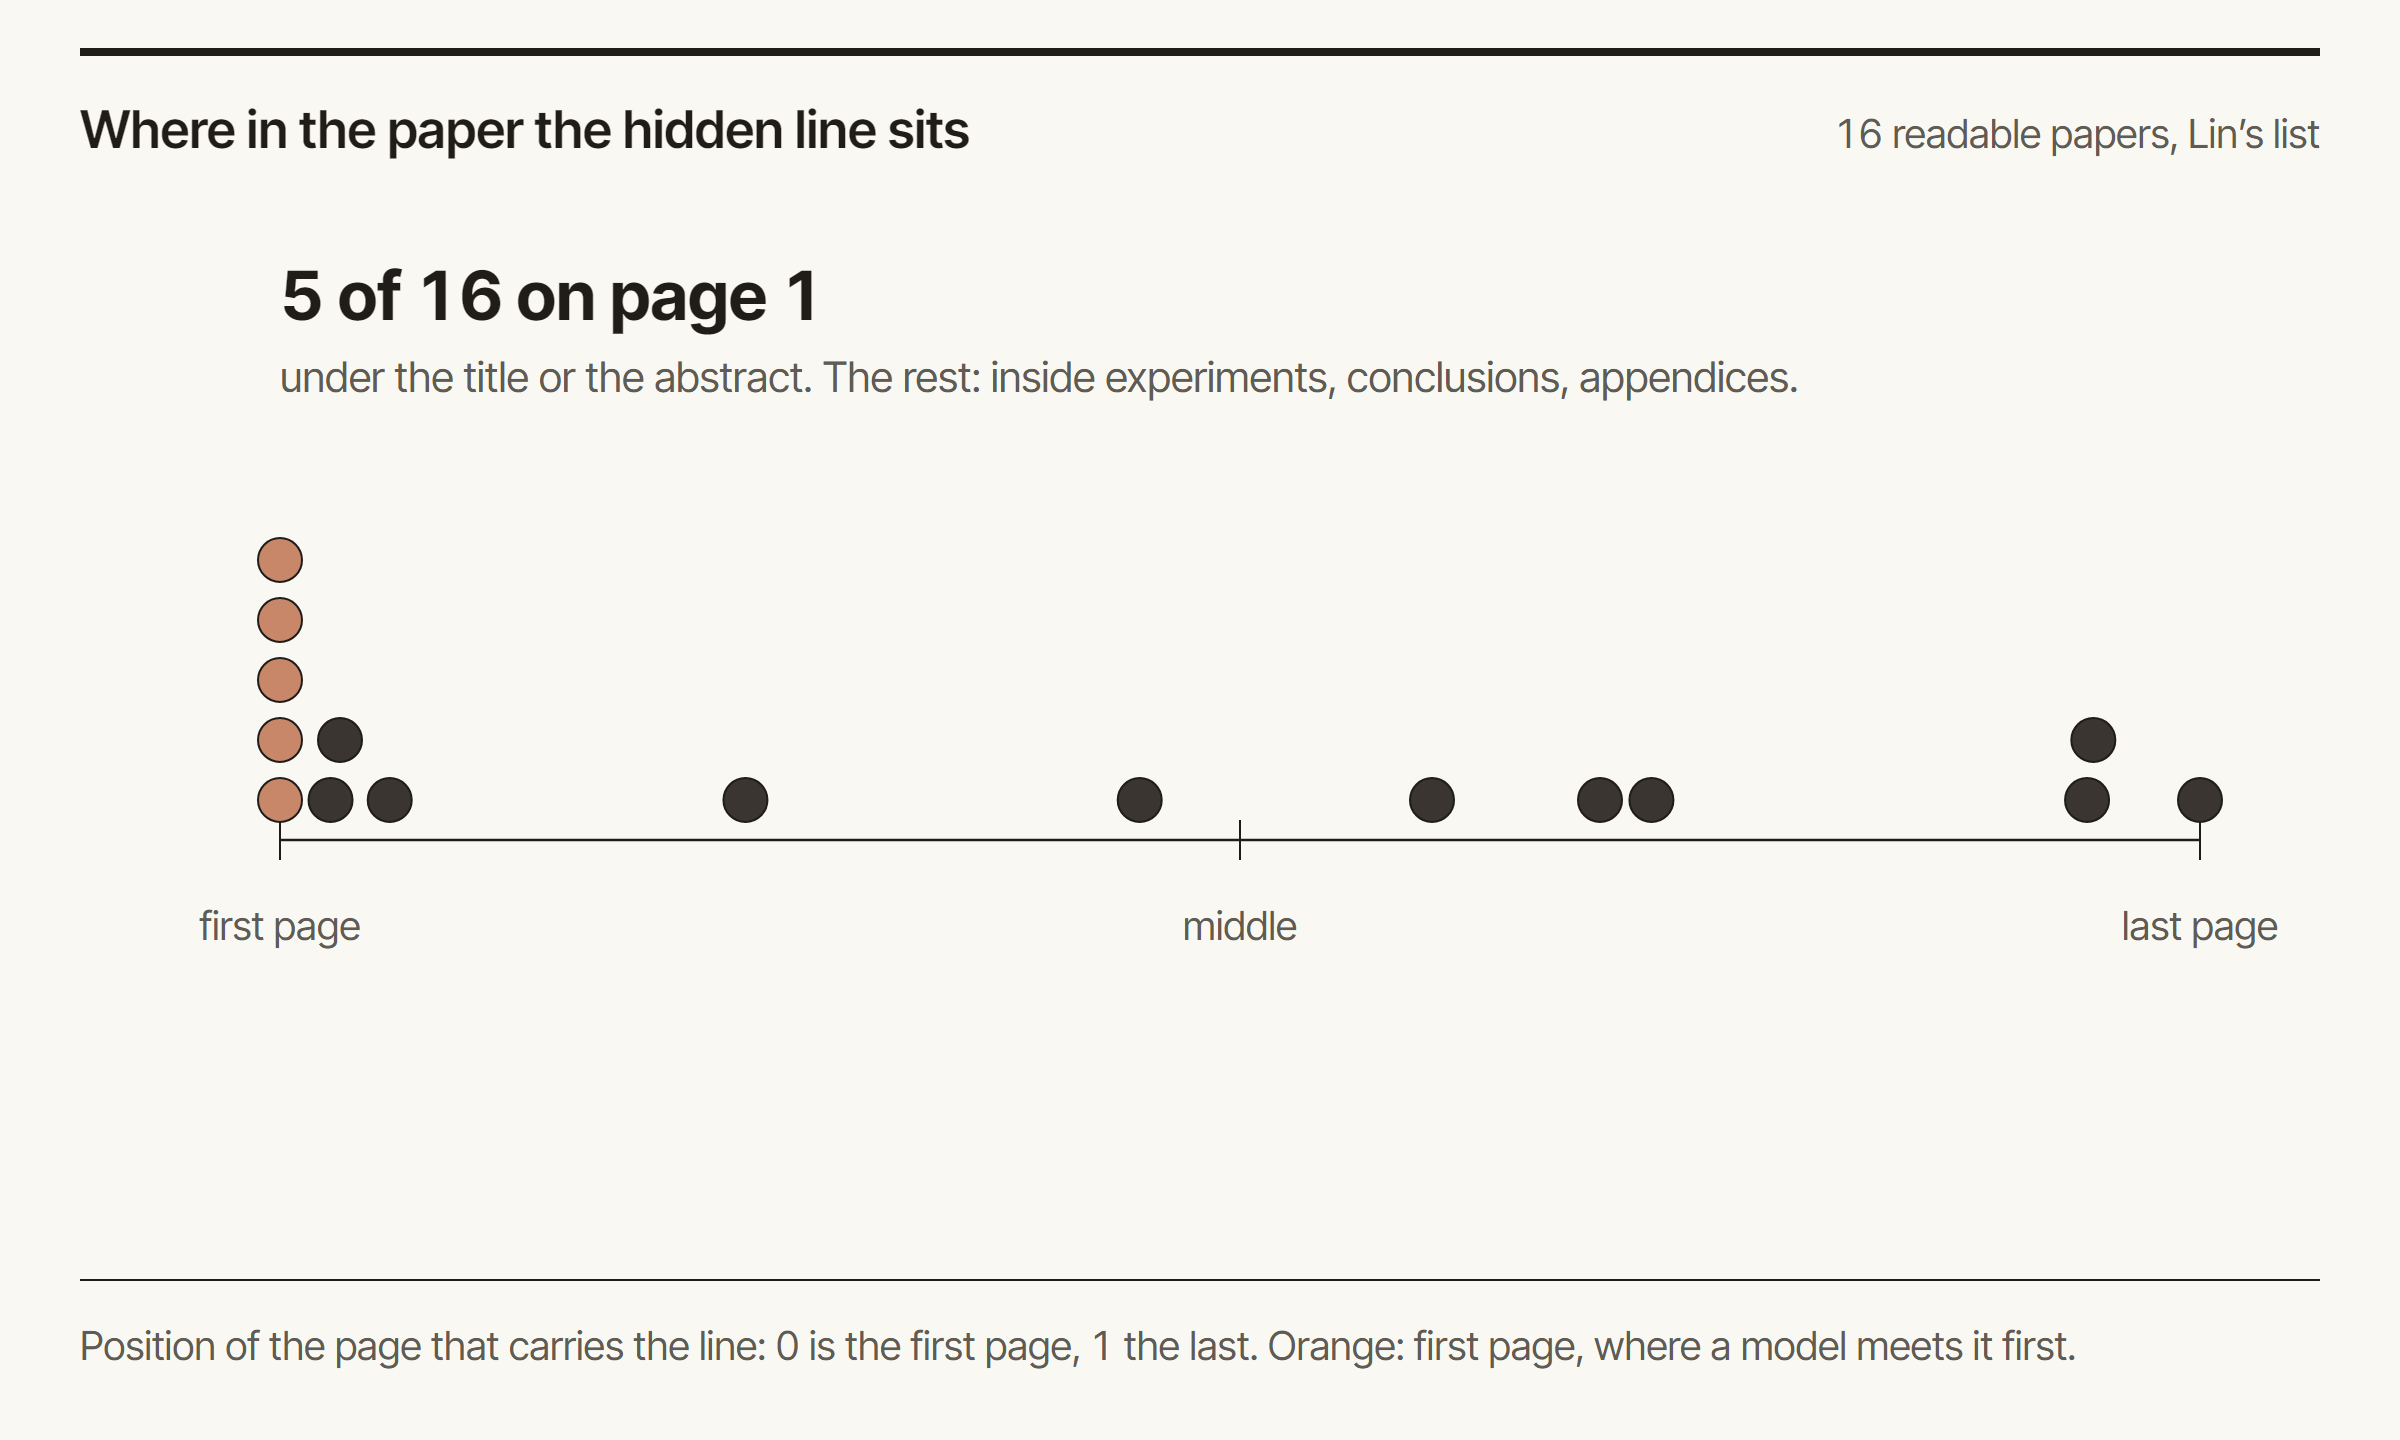 Where in the paper the hidden line sits
16 readable papers, Lin’s list
5 of 16 on page 1
under the title or the abstract. The rest: inside experiments, conclusions, appendices.
first page
middle
last page
Position of the page that carries the line: 0 is the first page, 1 the last. Orange: first page, where a model meets it first.